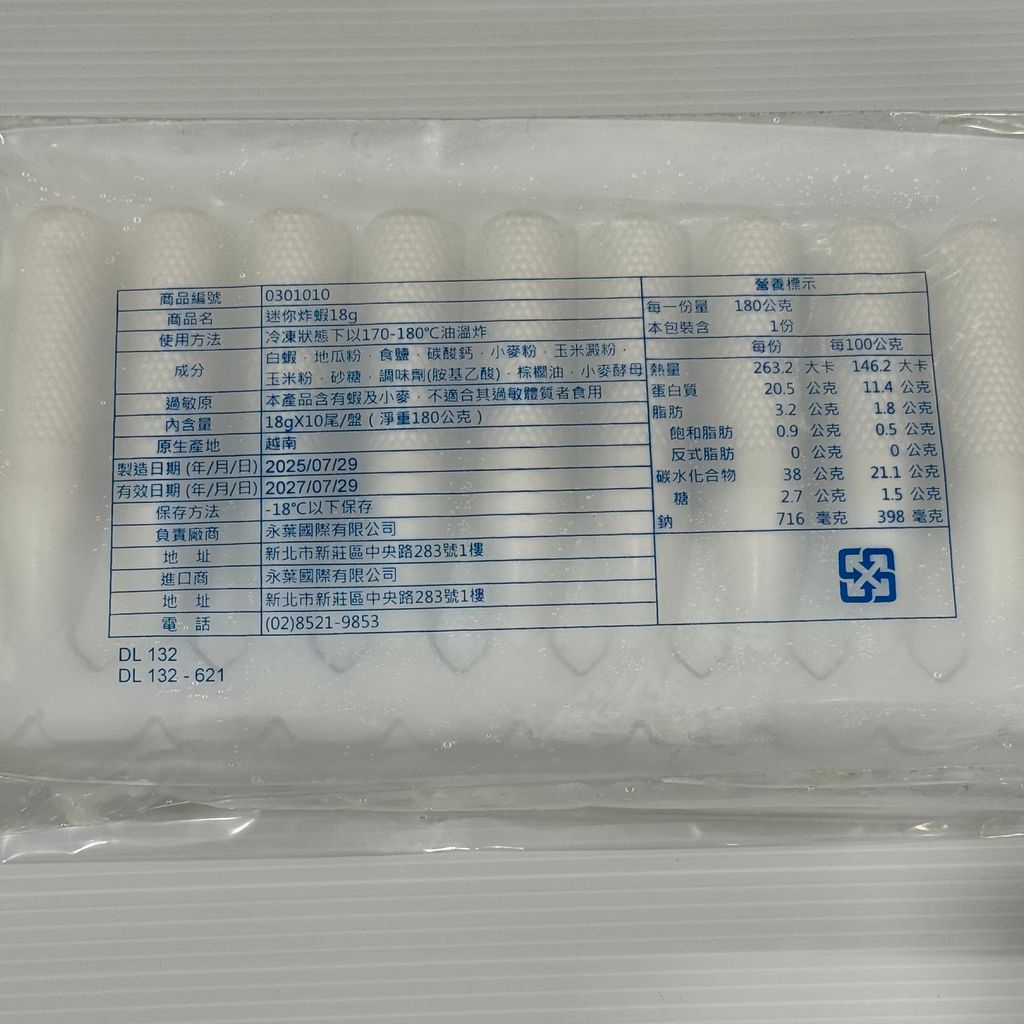 商品編號 0301010
商品名 迷你炸蝦18g
使用方法 冷凍狀態下以170-180℃油溫炸
成分 白蝦﹑地瓜粉﹑食鹽﹑碳酸鈣﹑小麥粉﹑玉米澱粉﹑
玉米粉﹑砂糖﹑調味劑(胺基乙酸)﹑棕櫚油﹑小麥酵母
過敏原 本產品含有蝦及小麥﹐不適合其過敏體質者食用
內含量 18gX10尾/盤 ( 淨重180公克 )
原生產地 越南
製造日期 (年/月/日) 2025/07/29
有效日期 (年/月/日) 2027/07/29
保存方法 -18℃以下保存
負責廠商 永葉國際有限公司
地 址 新北市新莊區中央路283號1樓
進口商 永葉國際有限公司
地 址 新北市新莊區中央路283號1樓
電 話 (02)8521-9853
營養標示
每一份量 180公克
本包裝含 1份
每份 每100公克
熱量 263.2 大卡 146.2 大卡
蛋白質 20.5 公克 11.4 公克
脂肪 3.2 公克 1.8 公克
飽和脂肪 0.9 公克 0.5 公克
反式脂肪 0 公克 0 公克
碳水化合物 38 公克 21.1 公克
糖 2.7 公克 1.5 公克
鈉 716 毫克 398 毫克
DL 132
DL 132 - 621